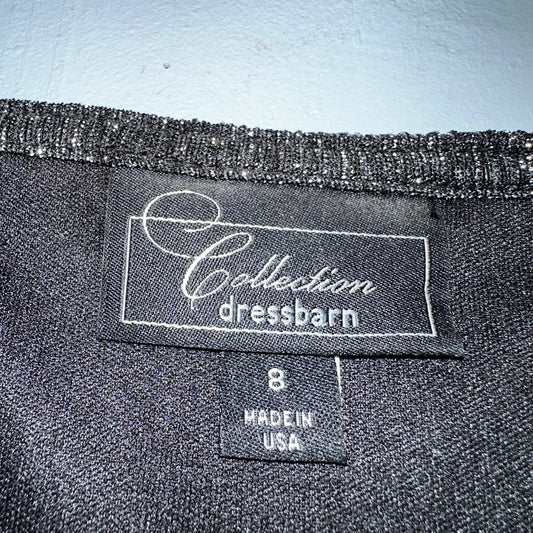 Collection
dressbarn
8
MADE IN
USA